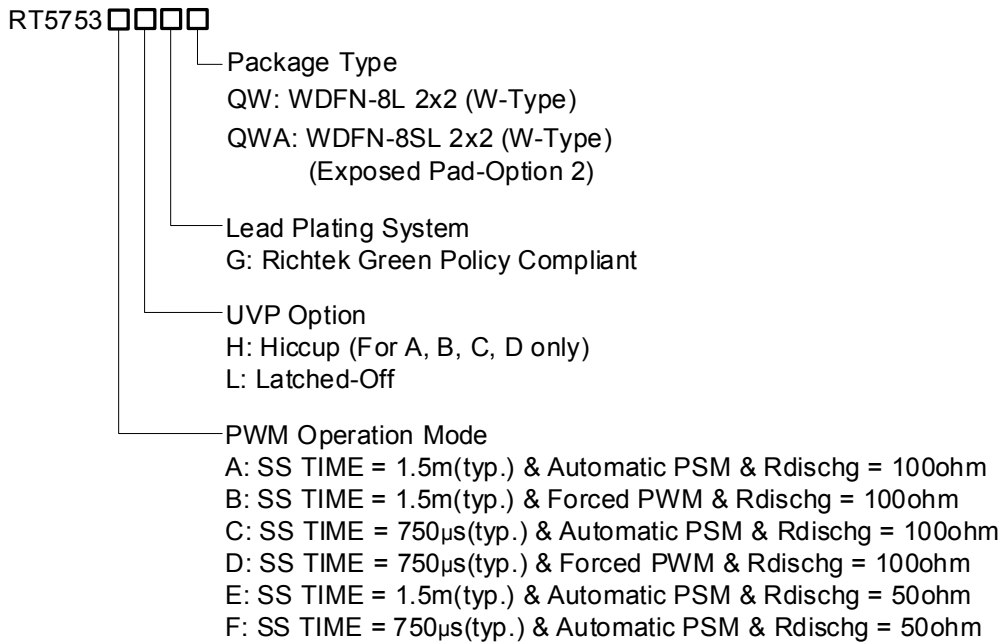 RT5753□□□□
Package Type
QW: WDFN-8L 2x2 (W-Type)
QWA: WDFN-8SL 2x2 (W-Type)
(Exposed Pad-Option 2)
Lead Plating System
G: Richtek Green Policy Compliant
UVP Option
H: Hiccup (For A, B, C, D only)
L: Latched-Off
PWM Operation Mode
A: SS TIME = 1.5m(typ.) & Automatic PSM & Rdischg = 100ohm
B: SS TIME = 1.5m(typ.) & Forced PWM & Rdischg = 100ohm
C: SS TIME = 750µs(typ.) & Automatic PSM & Rdischg = 100ohm
D: SS TIME = 750µs(typ.) & Forced PWM & Rdischg = 100ohm
E: SS TIME = 1.5m(typ.) & Automatic PSM & Rdischg = 50ohm
F: SS TIME = 750µs(typ.) & Automatic PSM & Rdischg = 50ohm